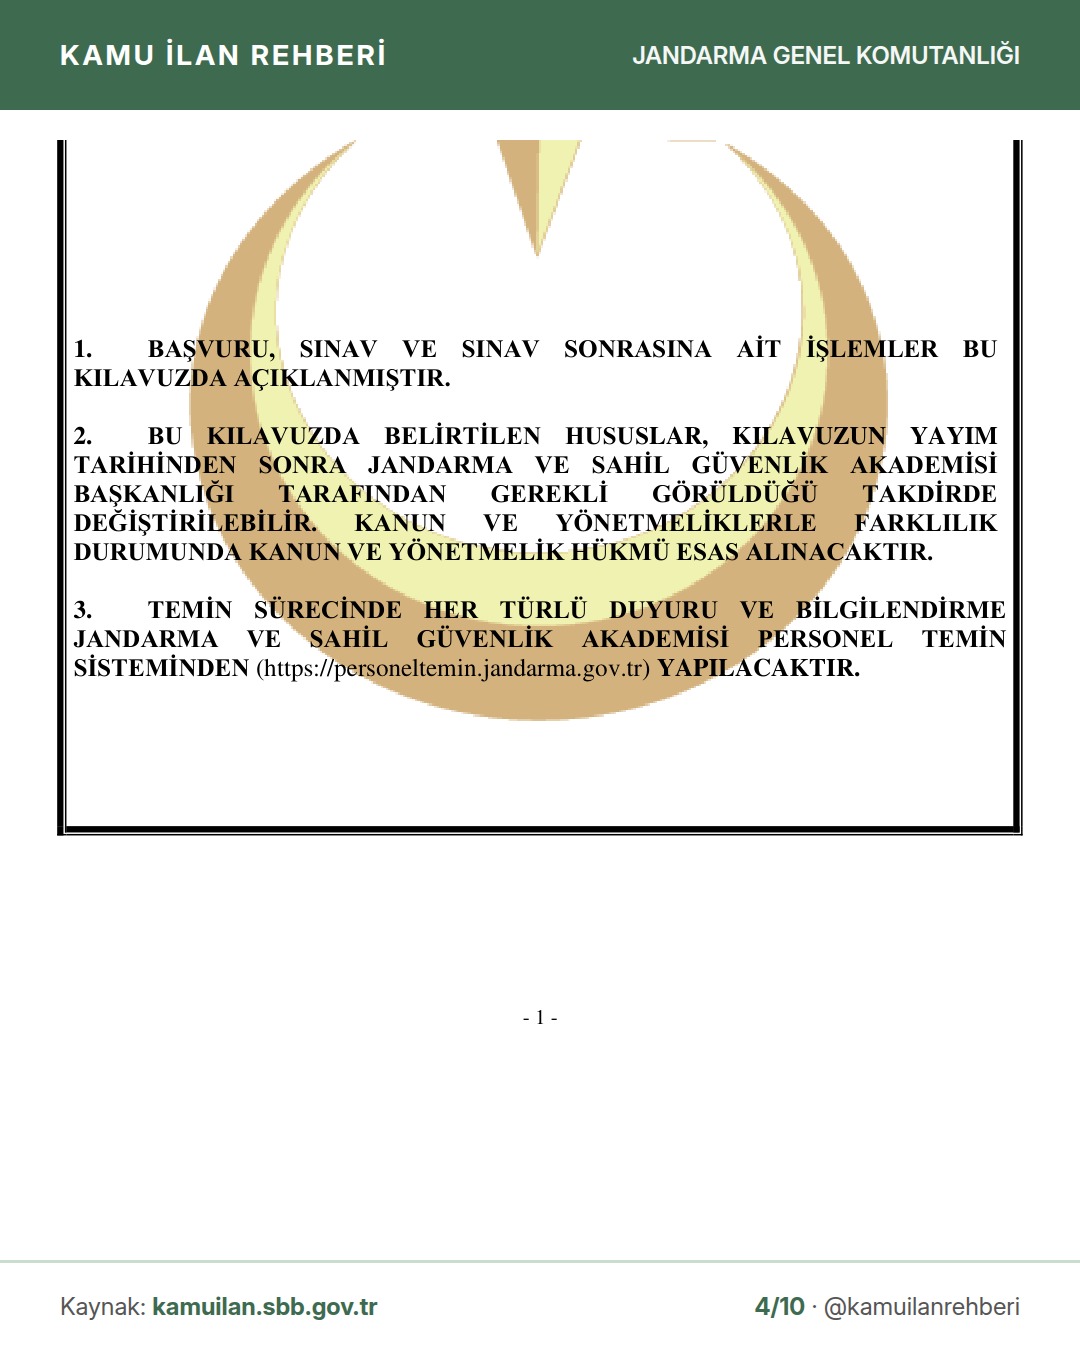 KAMU İLAN REHBERİ
JANDARMA GENEL KOMUTANLIĞI
1. BAŞVURU, SINAV VE SINAV SONRASINA AİT İŞLEMLER BU
KILAVUZDA AÇIKLANMIŞTIR.
2. BU KILAVUZDA BELİRTİLEN HUSUSLAR, KILAVUZUN YAYIM
TARİHİNDEN SONRA JANDARMA VE SAHİL GÜVENLİK AKADEMİSİ
BAŞKANLIĞI TARAFINDAN GEREKLİ GÖRÜLDÜĞÜ TAKDİRDE
DEĞİŞTİRİLEBİLİR. KANUN VE YÖNETMELİKLERLE FARKLILIK
DURUMUNDA KANUN VE YÖNETMELİK HÜKMÜ ESAS ALINACAKTIR.
3. TEMİN SÜRECİNDE HER TÜRLÜ DUYURU VE BİLGİLENDİRME
JANDARMA VE SAHİL GÜVENLİK AKADEMİSİ PERSONEL TEMİN
SİSTEMİNDEN (https://personeltemin.jandarma.gov.tr) YAPILACAKTIR.
- 1 -
Kaynak: kamuilan.sbb.gov.tr
4/10 · @kamuilanrehberi